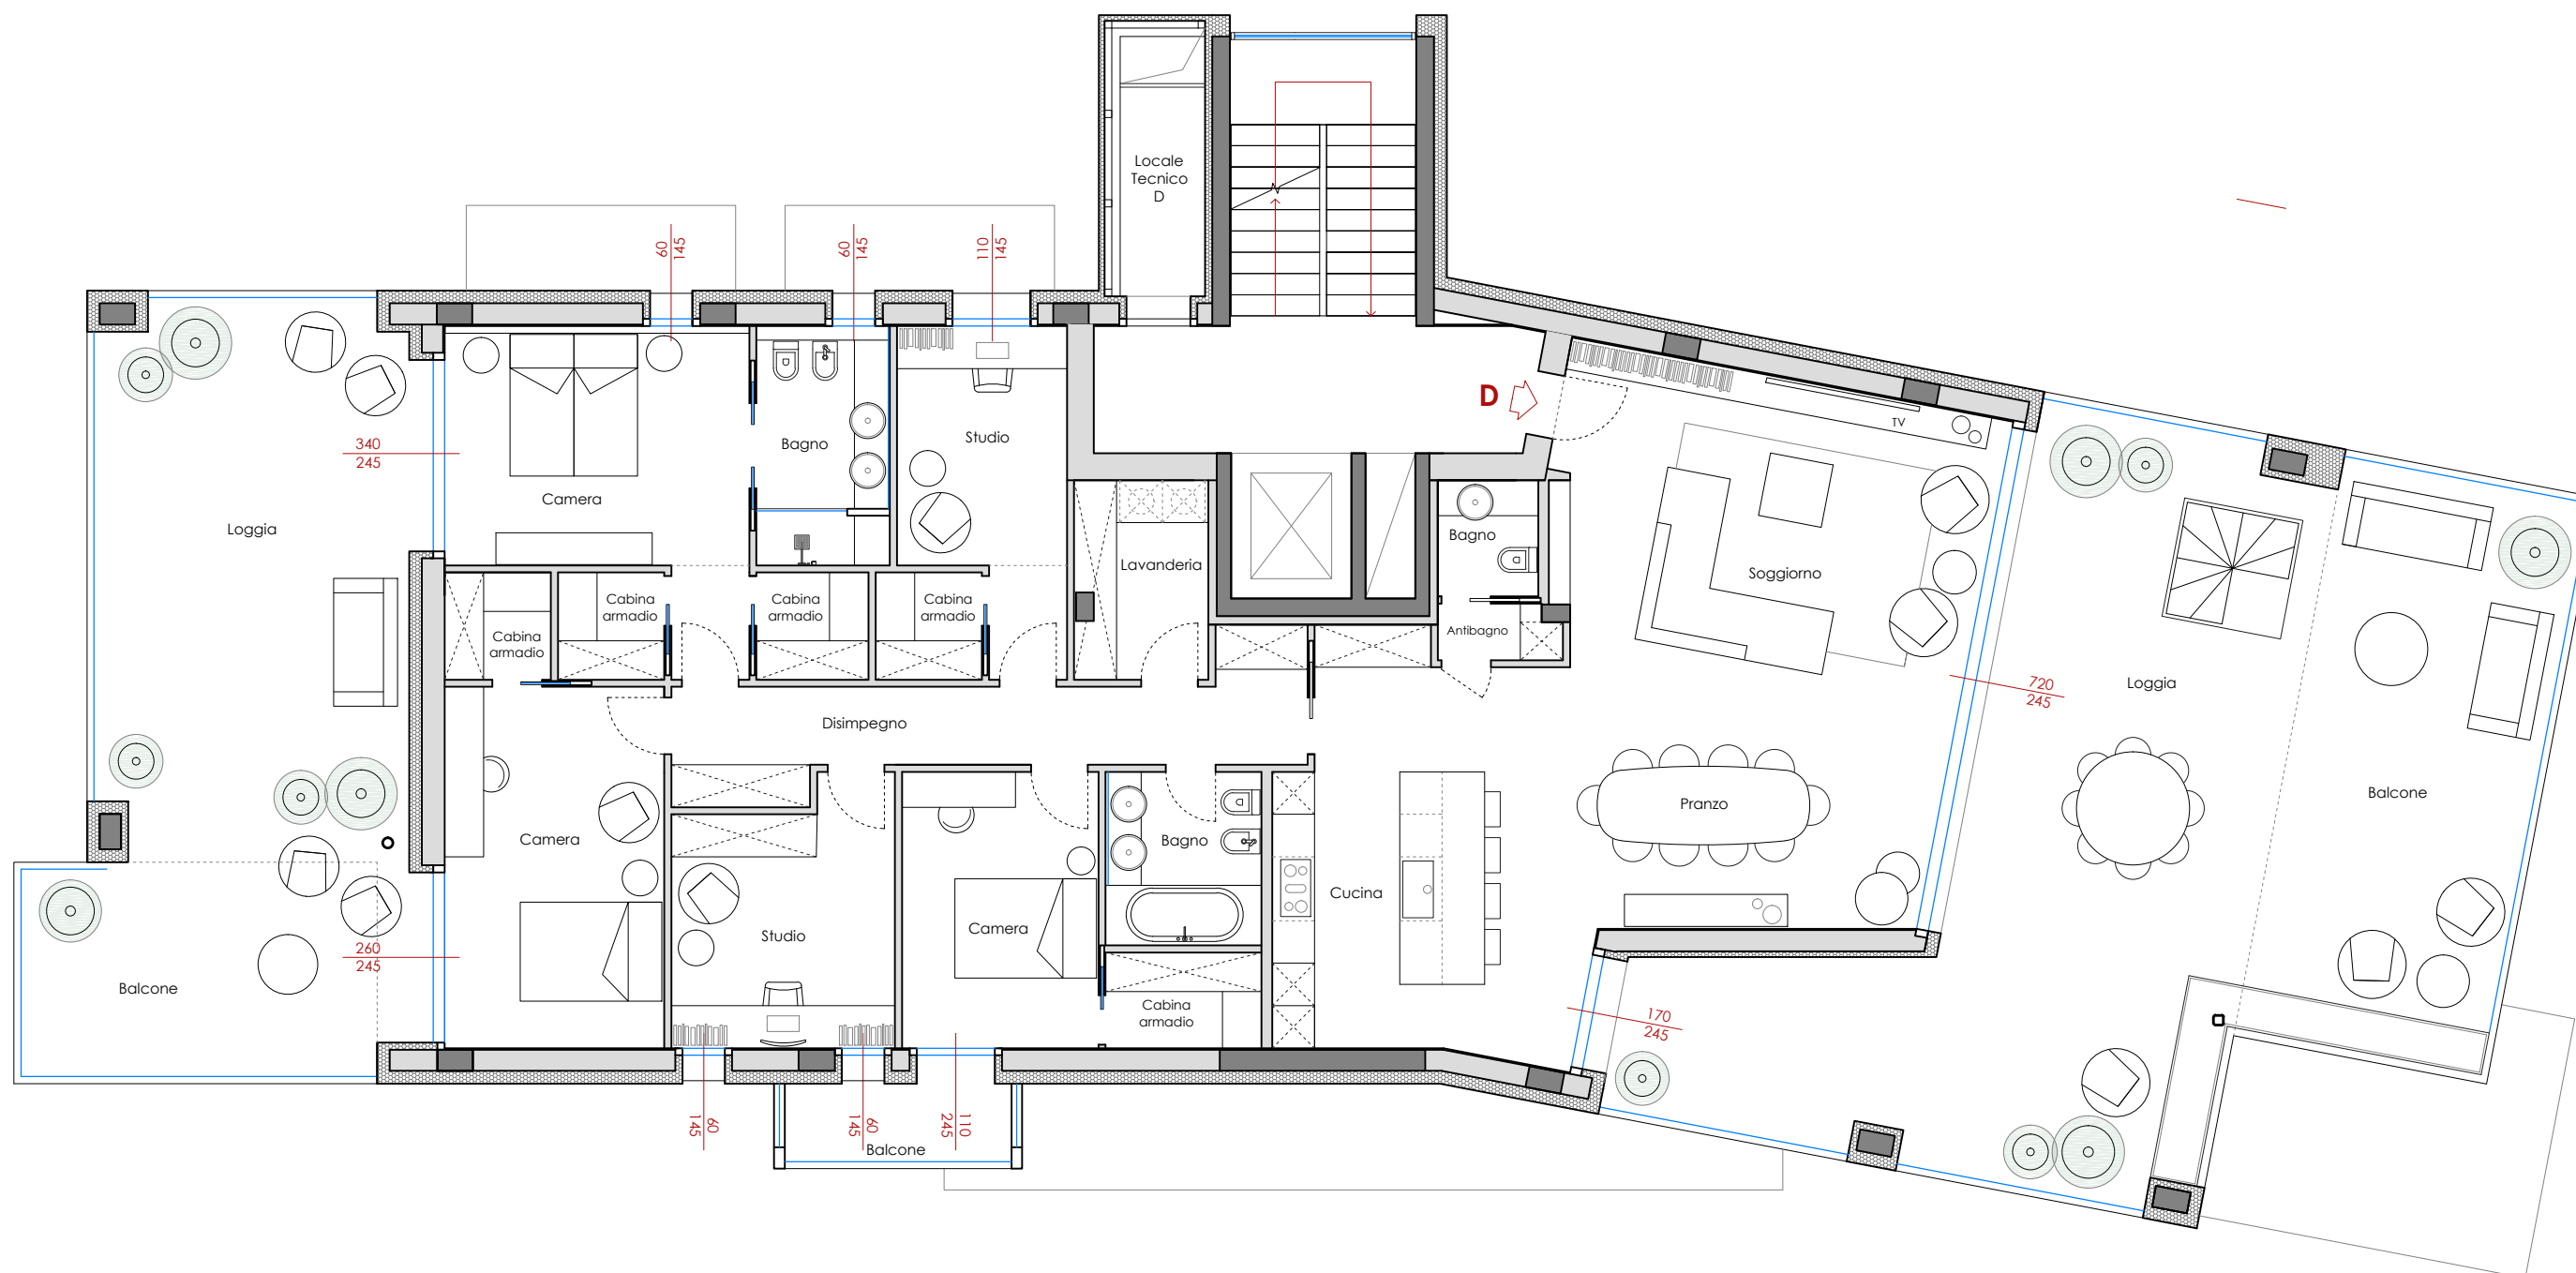 Locale
Tecnico
D
60
145
60
145
110
145
340
245
Loggia
Camera
Bagno
Studio
D
TV
Bagno
Soggiorno
Lavanderia
Cabina
armadio
Cabina
armadio
Cabina
armadio
Cabina
armadio
Antibagno
Disimpegno
720
245
Loggia
Balcone
Pranzo
Camera
Bagno
Cucina
Studio
Camera
260
245
Balcone
Cabina
armadio
170
245
60
145
60
145
110
245
Balcone